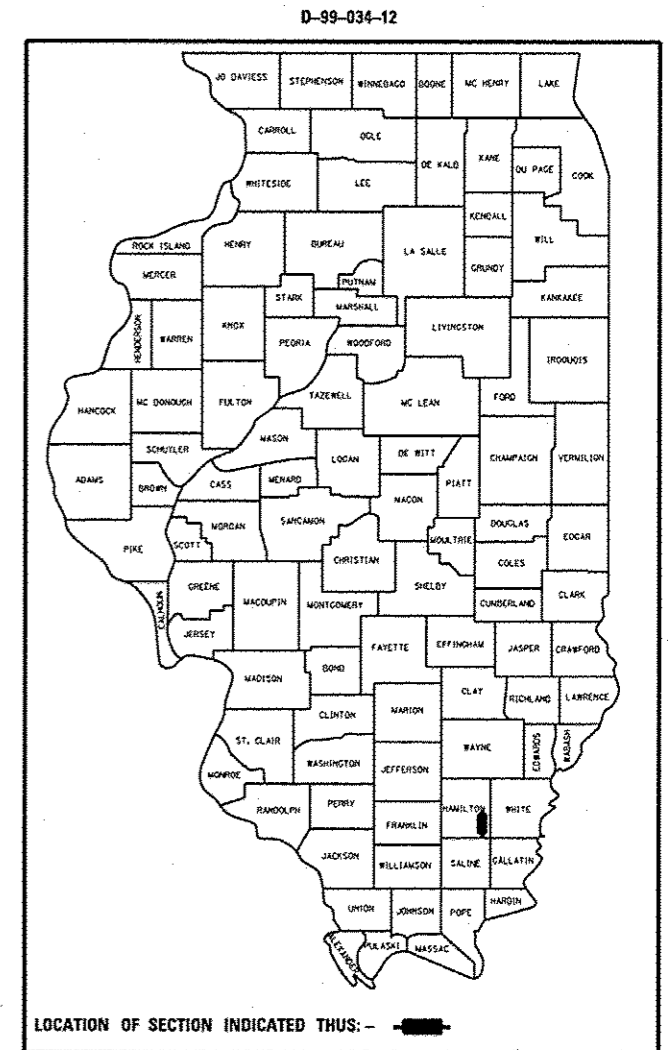 D-99-034-12
JO DAVIESS STEPHENSON WINNEBAGO BOONE MC HENRY LAKE
CARROLL OGLE DE KALB KANE DU PAGE COOK
WHITESIDE LEE KENDALL WILL
ROCK ISLAND HENRY BUREAU LA SALLE GRUNDY
MERCER PUTNAM KANKAKEE
STARK MARSHALL
HENDERSON WARREN KNOX PEORIA WOODFORD LIVINGSTON IROQUOIS
HANCOCK MC DONOUGH FULTON TAZEWELL MC LEAN FORD
SCHUYLER MASON LOGAN DE WITT CHAMPAIGN VERMILION
ADAMS BROWN CASS MENARD MACON PIATT
PIKE SCOTT MORGAN SANGAMON CHRISTIAN MOULTRIE DOUGLAS EDGAR
CALHOUN GREENE MACOUPIN MONTGOMERY SHELBY COLES CLARK
JERSEY CUMBERLAND
MADISON BOND FAYETTE EFFINGHAM JASPER CRAWFORD
CLINTON MARION CLAY RICHLAND LAWRENCE
ST. CLAIR WASHINGTON JEFFERSON WAYNE EDWARDS WABASH
MONROE
RANDOLPH PERRY FRANKLIN HAMILTON WHITE
JACKSON WILLIAMSON SALINE GALLATIN
UNION JOHNSON POPE HARDIN
ALEXANDER PULASKI MASSAC
LOCATION OF SECTION INDICATED THUS: -